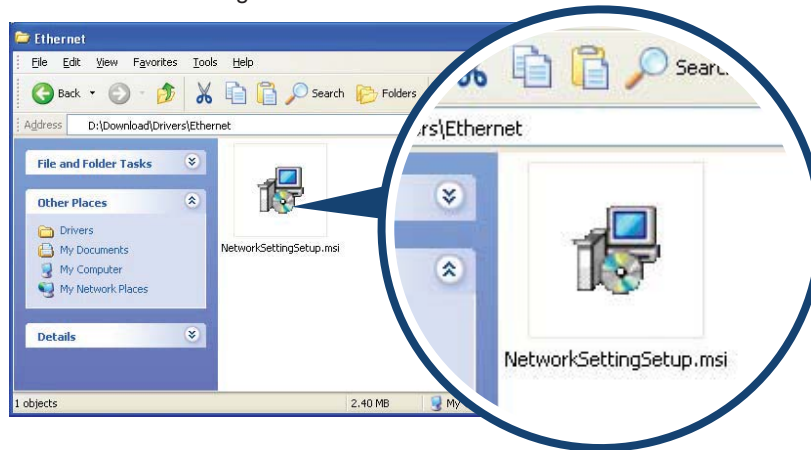 Ethernet
File Edit View Favorites Tools Help
Back Search Folders
Address D:\Download\Drivers\Ethernet
File and Folder Tasks
Other Places
Drivers
My Documents
My Computer
My Network Places
Details
NetworkSettingSetup.msi
1 objects 2.40 MB My
rs\Ethernet
NetworkSettingSetup.msi